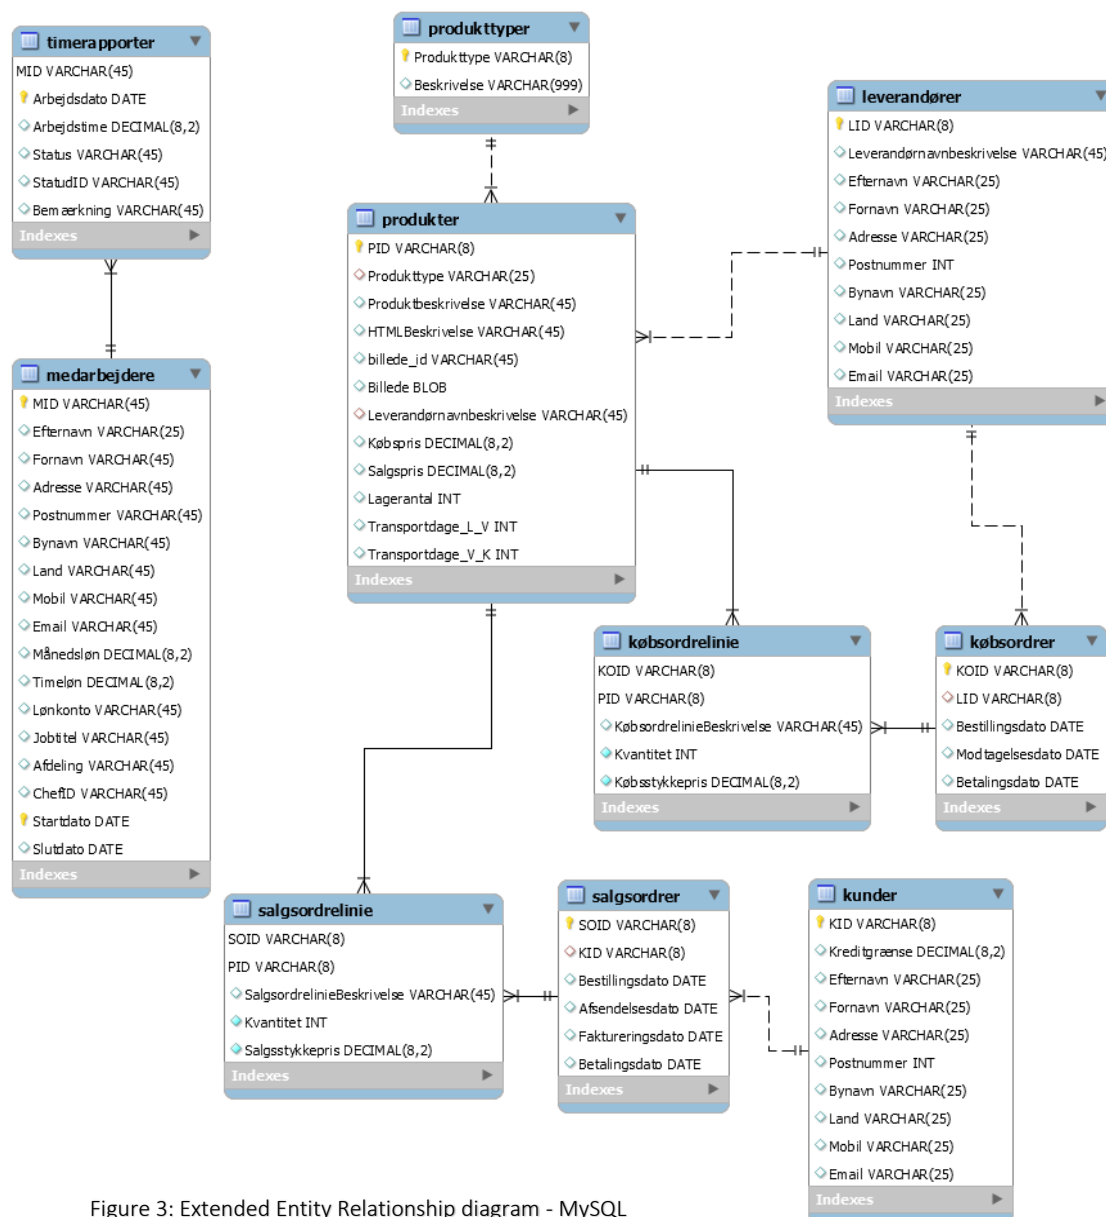 timerapporter
MID VARCHAR(45)
Arbejdsdato DATE
Arbejdstime DECIMAL(8,2)
Status VARCHAR(45)
StatudID VARCHAR(45)
Bemærkning VARCHAR(45)
Indexes
produkttyper
Produkttype VARCHAR(8)
Beskrivelse VARCHAR(999)
Indexes
leverandører
LID VARCHAR(8)
Leverandørnavnbeskrivelse VARCHAR(45)
Efternavn VARCHAR(25)
Fornavn VARCHAR(25)
Adresse VARCHAR(25)
Postnummer INT
Bynavn VARCHAR(25)
Land VARCHAR(25)
Mobil VARCHAR(25)
Email VARCHAR(25)
Indexes
produkter
PID VARCHAR(8)
Produkttype VARCHAR(25)
Produktbeskrivelse VARCHAR(45)
HTMLBeskrivelse VARCHAR(45)
billede_id VARCHAR(45)
Billede BLOB
Leverandørnavnbeskrivelse VARCHAR(45)
Købspris DECIMAL(8,2)
Salgspris DECIMAL(8,2)
Lagerantal INT
Transportdage_L_V INT
Transportdage_V_K INT
Indexes
medarbejdere
MID VARCHAR(45)
Efternavn VARCHAR(25)
Fornavn VARCHAR(45)
Adresse VARCHAR(45)
Postnummer VARCHAR(45)
Bynavn VARCHAR(45)
Land VARCHAR(45)
Mobil VARCHAR(45)
Email VARCHAR(45)
Månedsløn DECIMAL(8,2)
Timeløn DECIMAL(8,2)
Lønkonto VARCHAR(45)
Jobtitel VARCHAR(45)
Afdeling VARCHAR(45)
ChefID VARCHAR(45)
Startdato DATE
Slutdato DATE
Indexes
købsordrelinie
KOID VARCHAR(8)
PID VARCHAR(8)
KøbsordrelinieBeskrivelse VARCHAR(45)
Kvantitet INT
Købsstykkepris DECIMAL(8,2)
Indexes
købsordrer
KOID VARCHAR(8)
LID VARCHAR(8)
Bestillingsdato DATE
Modtagelsesdato DATE
Betalingsdato DATE
Indexes
salgsordrelinie
SOID VARCHAR(8)
PID VARCHAR(8)
SalgsordrelinieBeskrivelse VARCHAR(45)
Kvantitet INT
Salgsstykkepris DECIMAL(8,2)
Indexes
salgsordrer
SOID VARCHAR(8)
KID VARCHAR(8)
Bestillingsdato DATE
Afsendelsesdato DATE
Faktureringsdato DATE
Betalingsdato DATE
Indexes
kunder
KID VARCHAR(8)
Kreditgrænse DECIMAL(8,2)
Efternavn VARCHAR(25)
Fornavn VARCHAR(25)
Adresse VARCHAR(25)
Postnummer INT
Bynavn VARCHAR(25)
Land VARCHAR(25)
Mobil VARCHAR(25)
Email VARCHAR(25)
Indexes
Figure 3: Extended Entity Relationship diagram - MySQL